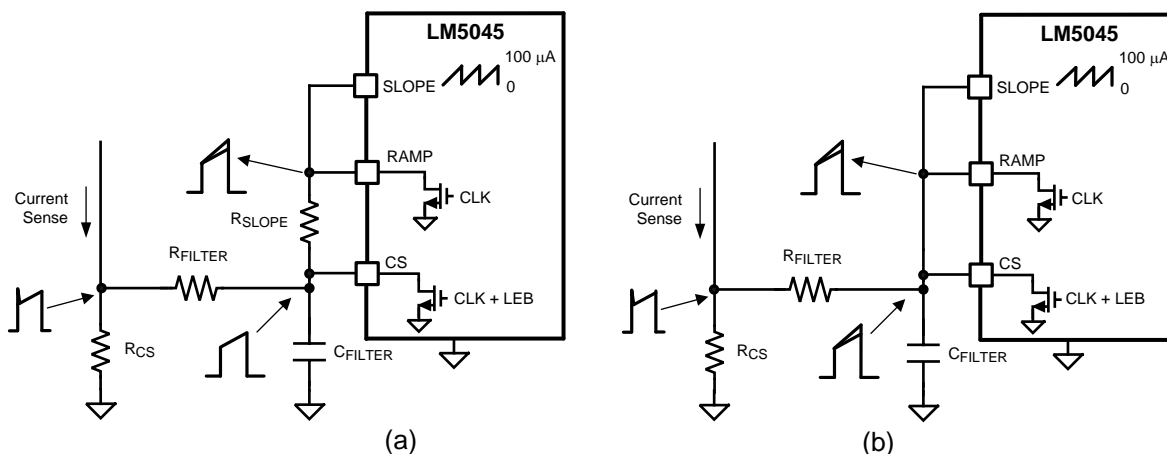 LM5045
100 μA
0
SLOPE
RAMP
CLK
Current
Sense
RSLOPE
RFILTER
CS
CLK + LEB
RCS
CFILTER
(a)
LM5045
100 μA
0
SLOPE
RAMP
CLK
Current
Sense
RFILTER
CS
CLK + LEB
RCS
CFILTER
(b)